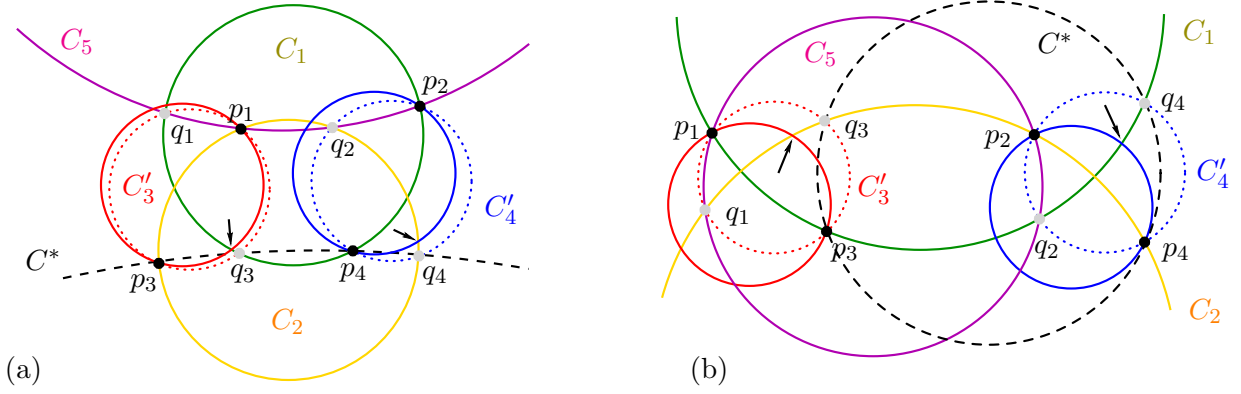 C₅
C₁
p₂
p₁
q₁
q₂
C′₃
C′₄
C*
q₃
p₄
q₄
p₃
C₂
(a)
C₅
C*
C₁
q₄
p₁
q₃
p₂
C′₃
C′₄
q₁
q₂
p₃
p₄
C₂
(b)